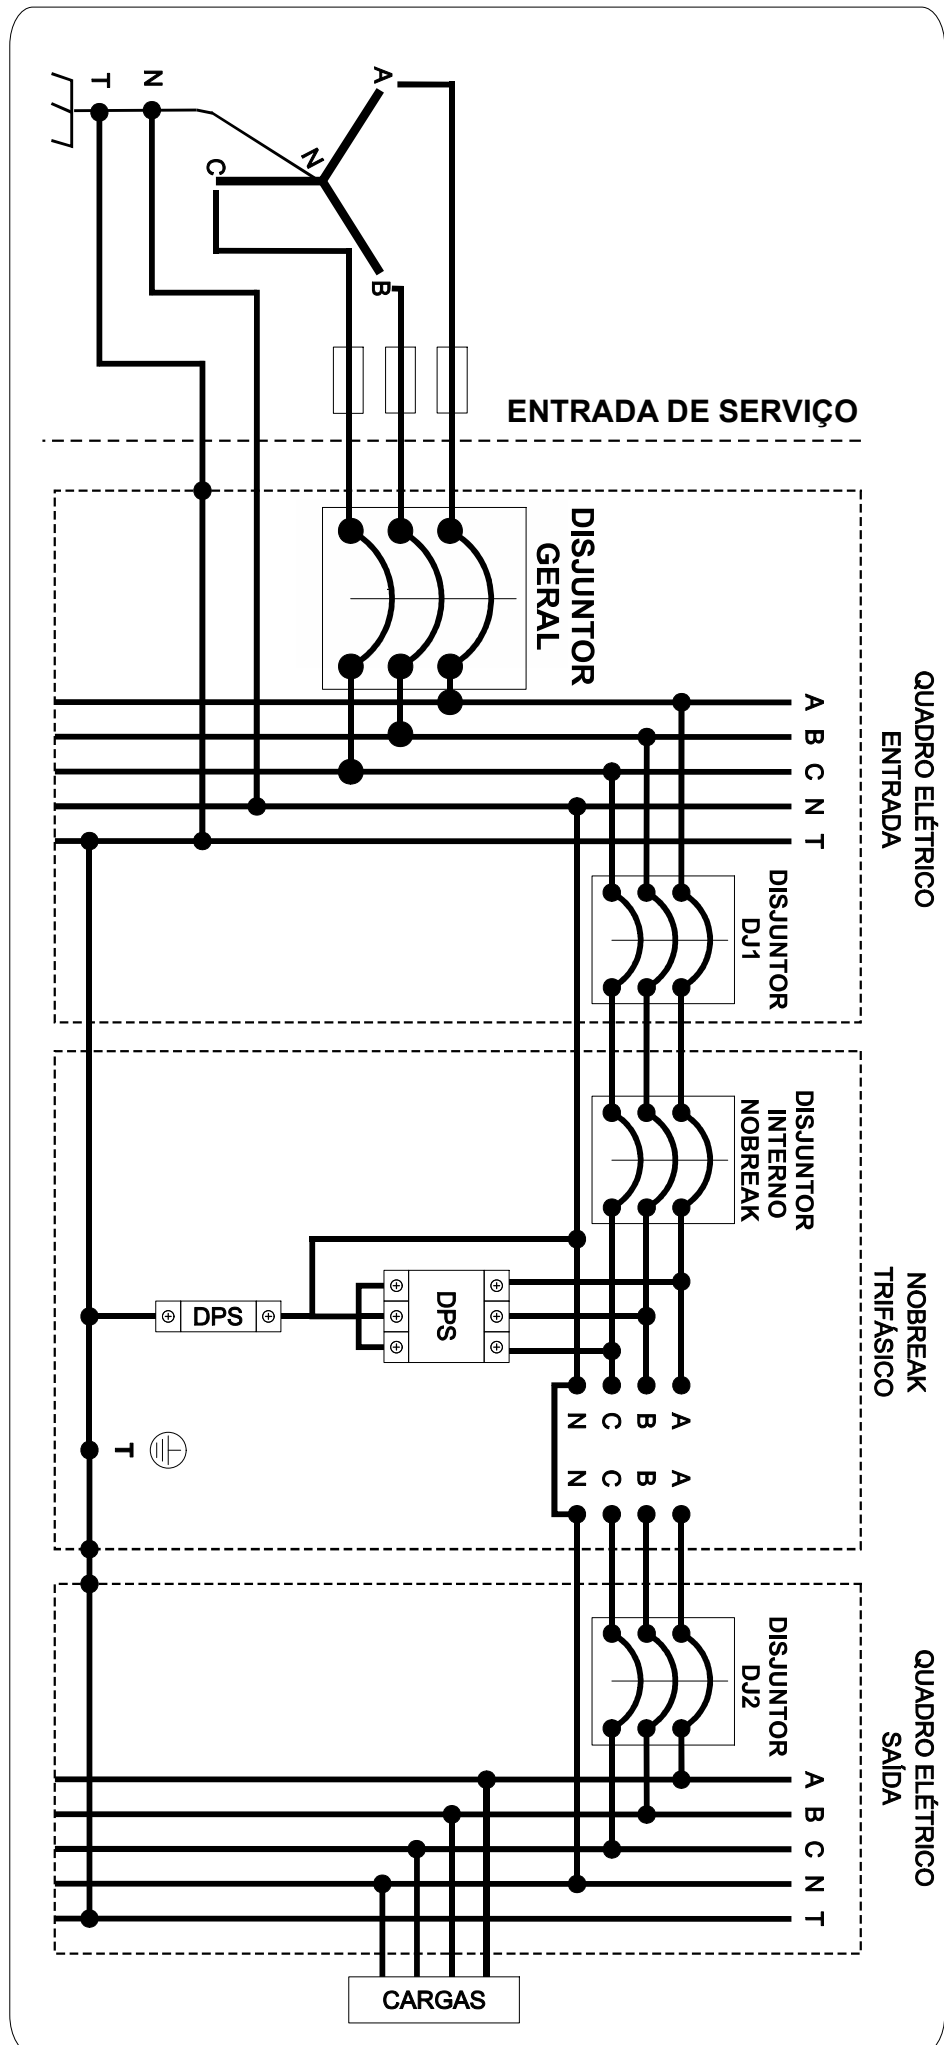 T
N
A
C
N
B
ENTRADA DE SERVIÇO
DISJUNTOR
GERAL
QUADRO ELÉTRICO
ENTRADA
A
B
C
N
T
DISJUNTOR
DJ1
DISJUNTOR
INTERNO
NOBREAK
NOBREAK
TRIFÁSICO
DPS
DPS
N
C
B
A
T
N
C
B
A
DISJUNTOR
DJ2
QUADRO ELÉTRICO
SAÍDA
A
B
C
N
T
CARGAS